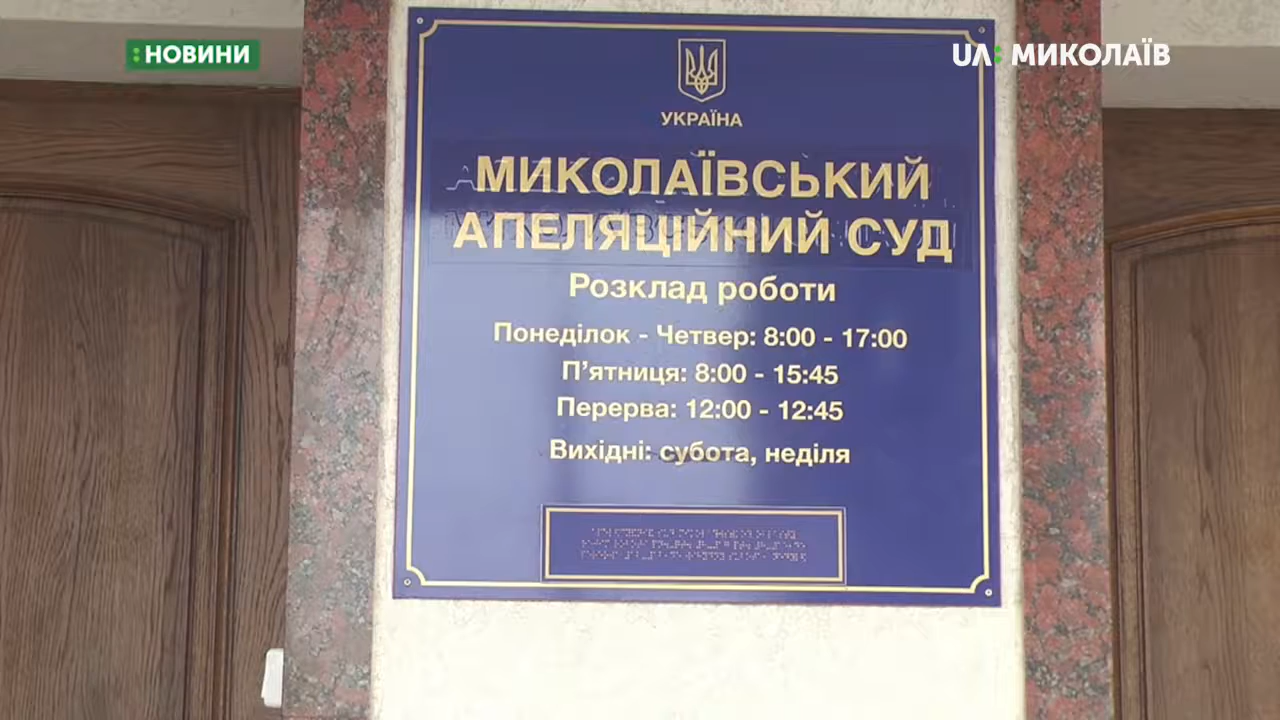 :НОВИНИ
UA: МИКОЛАЇВ
УКРАЇНА
МИКОЛАЇВСЬКИЙ
АПЕЛЯЦІЙНИЙ СУД
Розклад роботи
Понеділок - Четвер: 8:00 - 17:00
П'ятниця: 8:00 - 15:45
Перерва: 12:00 - 12:45
Вихідні: субота, неділя